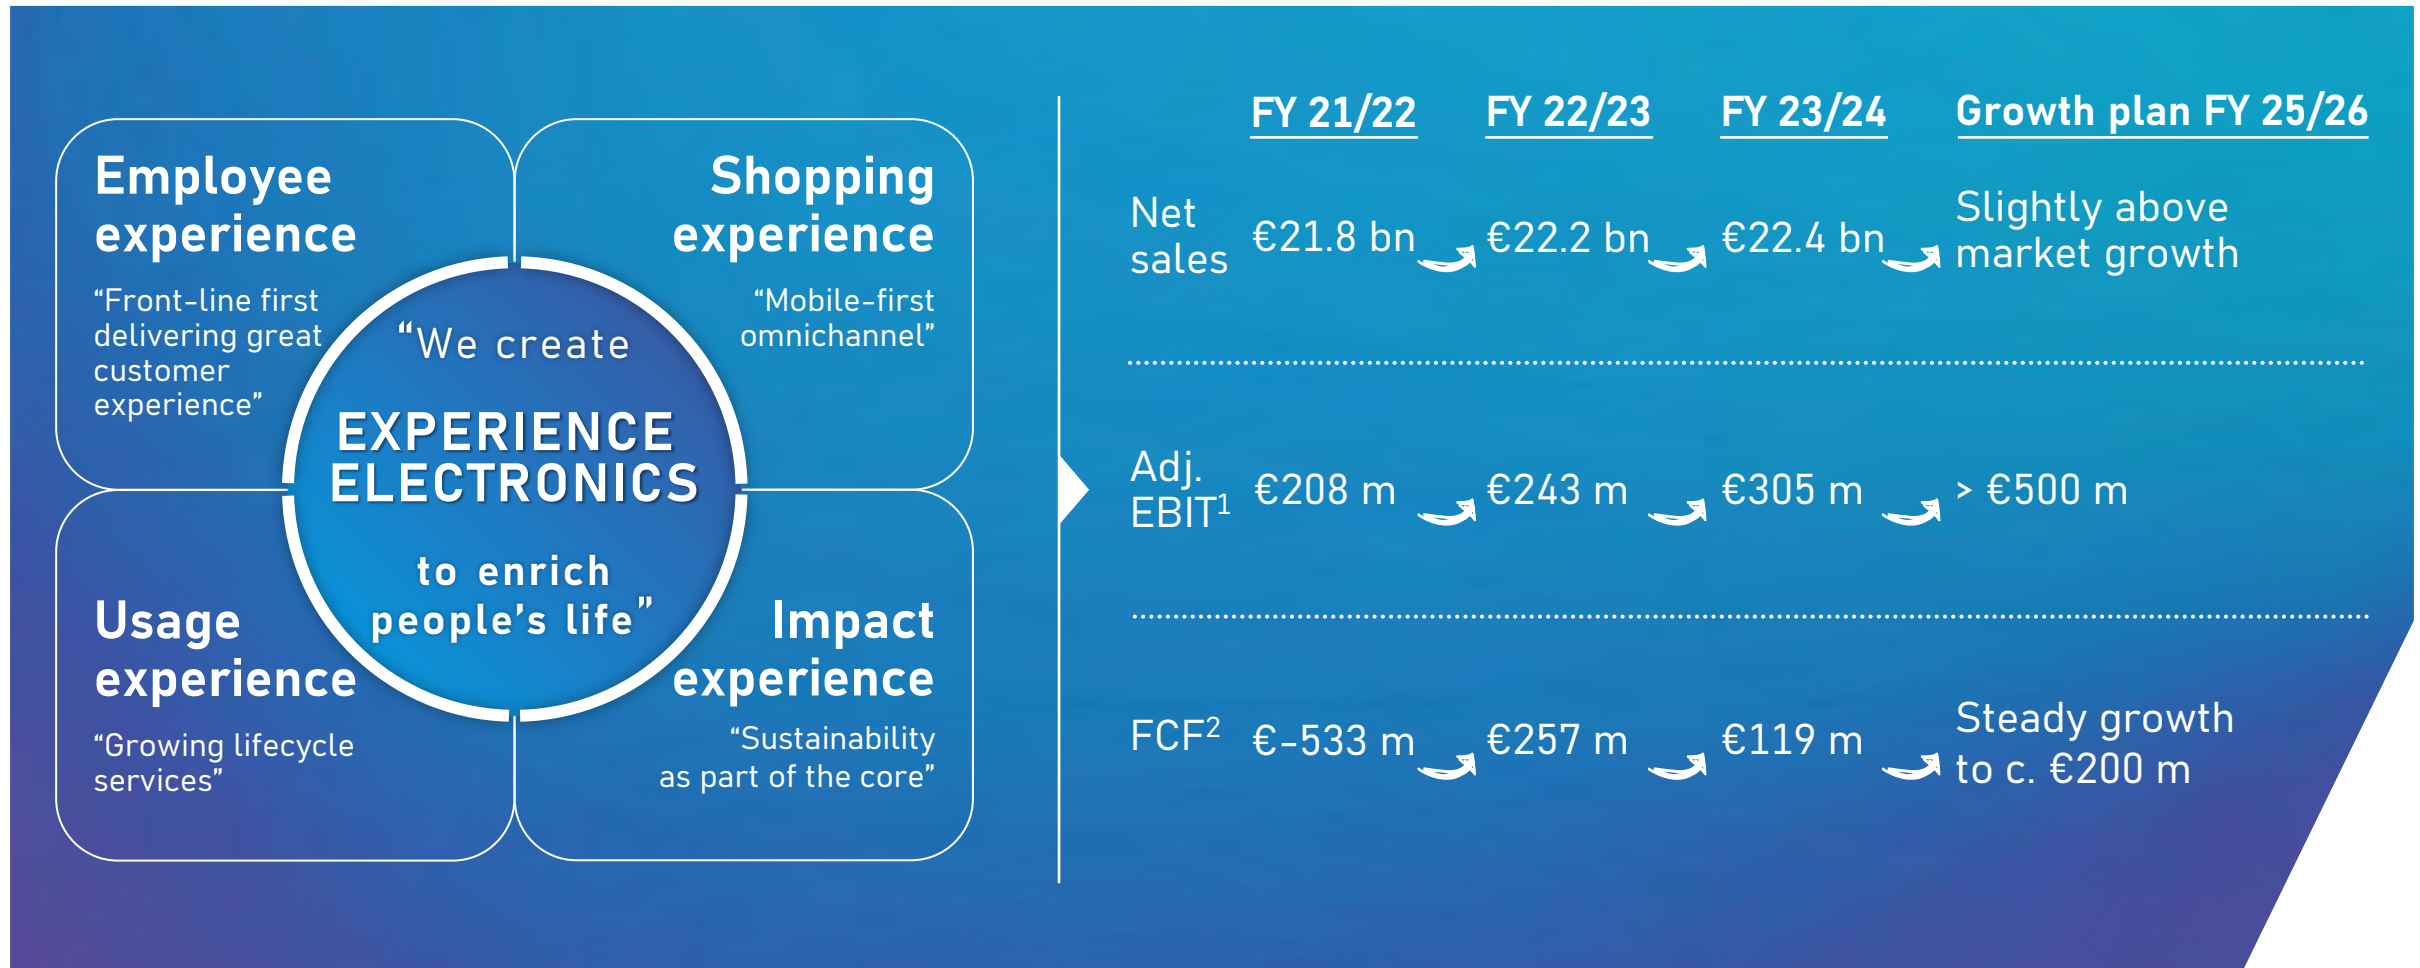 Employee
experience
“Front-line first
delivering great
customer
experience”
Shopping
experience
“Mobile-first
omnichannel”
“We create
EXPERIENCE
ELECTRONICS
to enrich
people’s life”
Usage
experience
“Growing lifecycle
services”
Impact
experience
“Sustainability
as part of the core”
FY 21/22 FY 22/23 FY 23/24 Growth plan FY 25/26
Net
sales
€21.8 bn €22.2 bn €22.4 bn
Slightly above
market growth
Adj.
EBIT¹
€208 m €243 m €305 m > €500 m
FCF² €-533 m €257 m €119 m
Steady growth
to c. €200 m